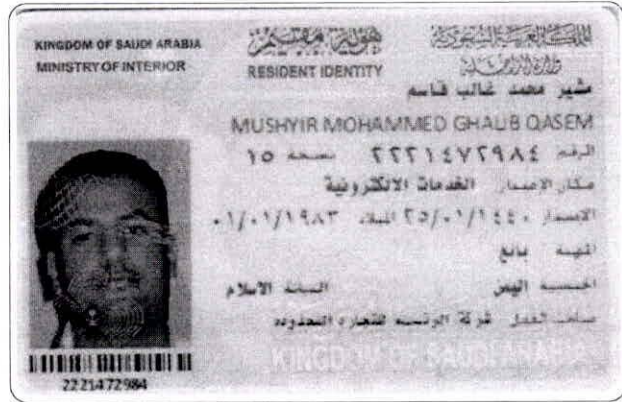 KINGDOM OF SAUDI ARABIA
MINISTRY OF INTERIOR
هوية مقيم
RESIDENT IDENTITY
المملكة العربية السعودية
وزارة الداخلية
مشير محمد غالب قاسم
MUSHYIR MOHAMMED GHALIB QASEM
الرقم ٢٢٢١٤٧٢٩٨٤ نسخة ١٥
مكان الاصدار الخدمات الالكترونية
الاصدار ٢٥/٠١/١٤٤٠ الميلاد ٠١/٠١/١٩٨٣
المهنة بائع
الجنسية اليمن الديانة الاسلام
صاحب العمل شركة للتجارة المحدودة
KINGDOM OF SAUDI ARABIA
2221472984